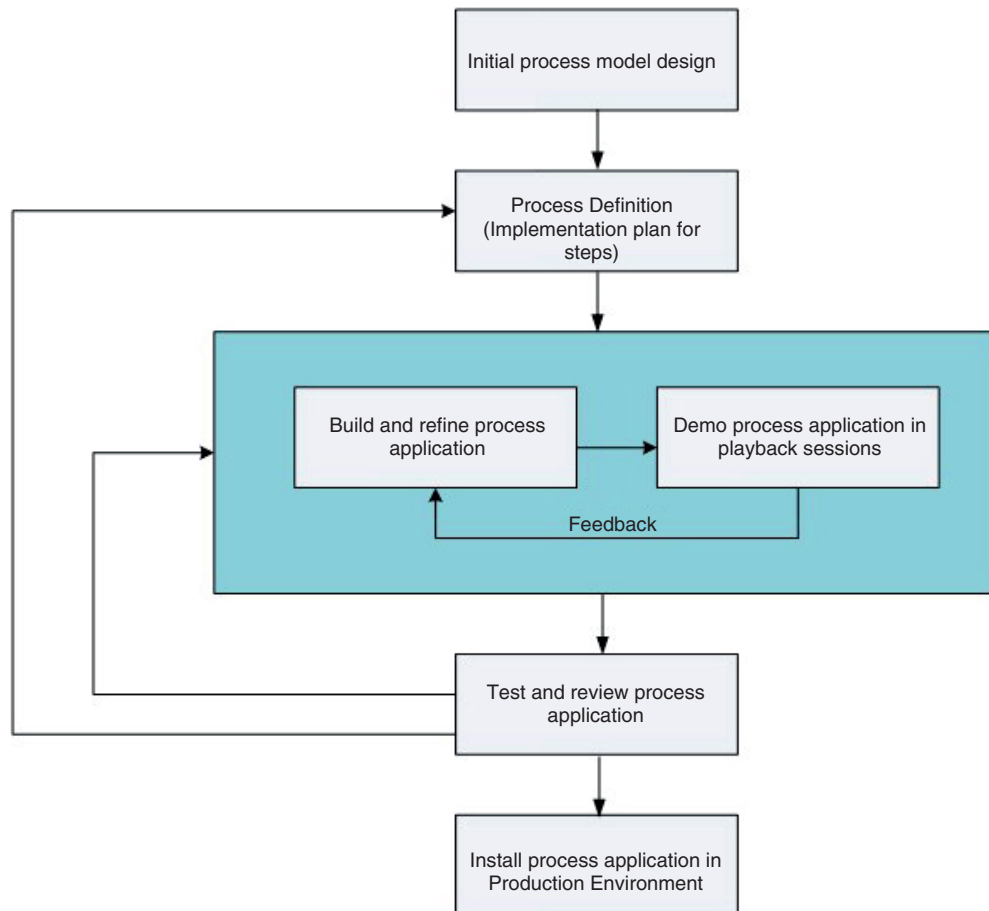 Initial process model design
Process Definition
(Implementation plan for
steps)
Build and refine process
application
Demo process application in
playback sessions
Feedback
Test and review process
application
Install process application in
Production Environment